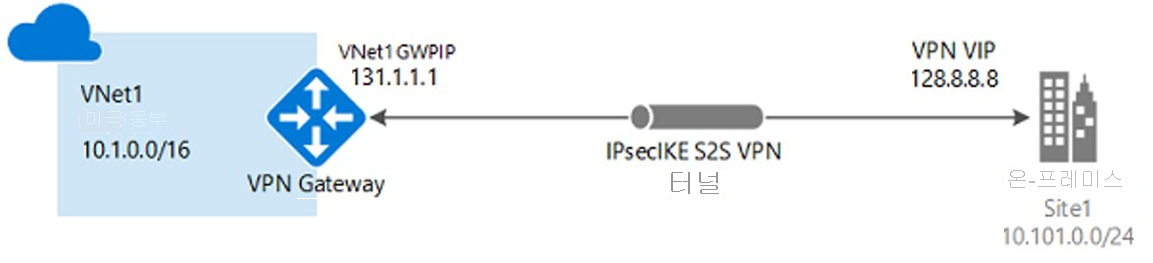 VNet1 GWPIP
131.1.1.1
VPN VIP
128.8.8.8
VNet1
미국 동부
10.1.0.0/16
VPN Gateway
IPsecIKE S2S VPN
터널
온-프레미스
Site1
10.101.0.0/24